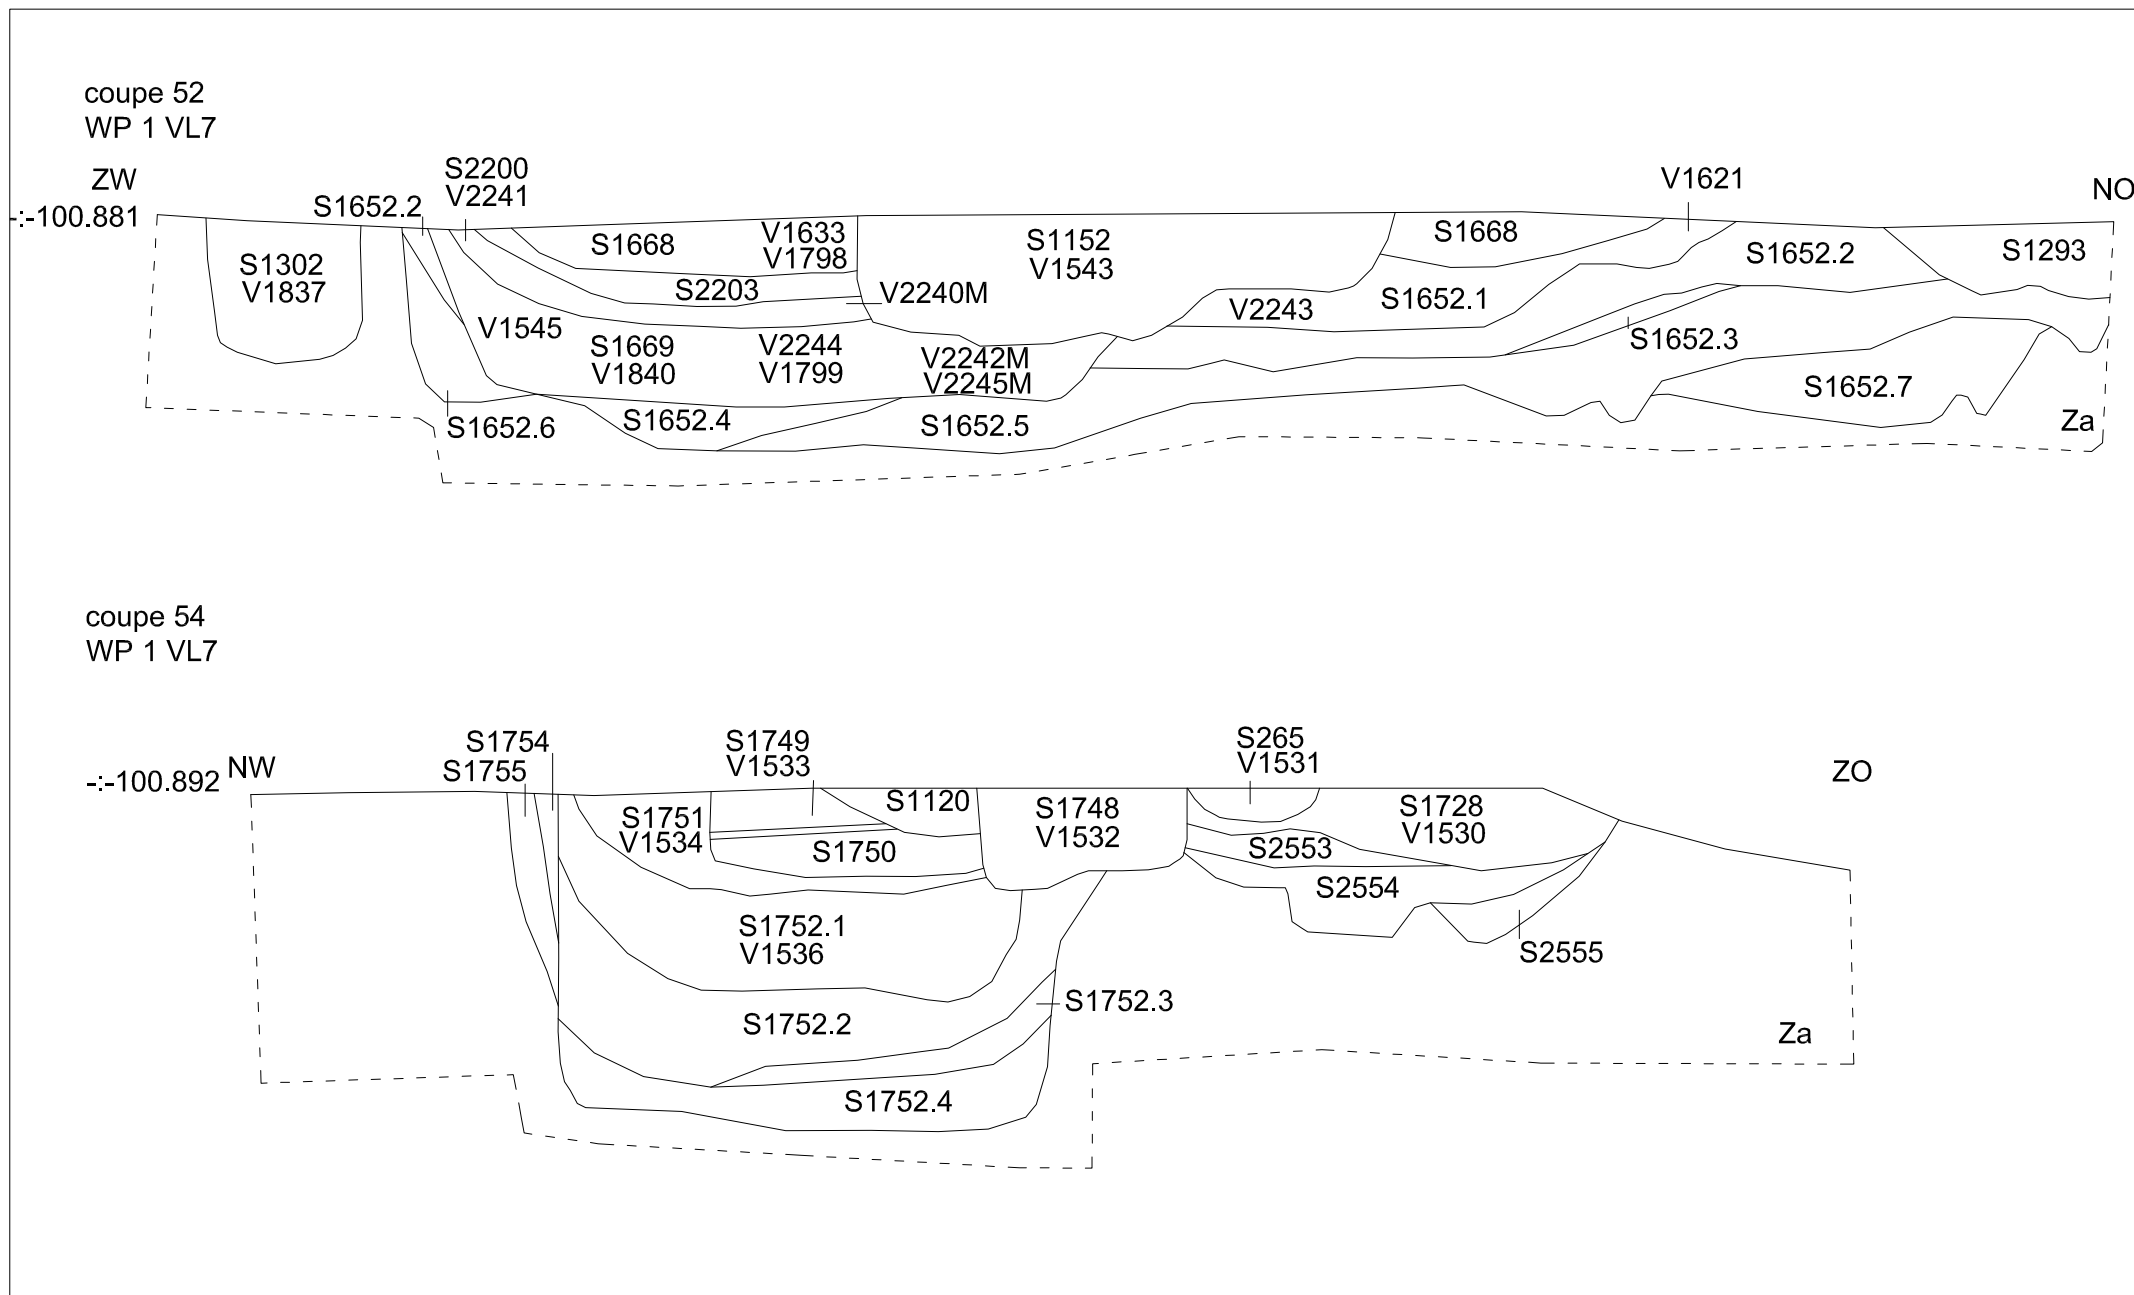 coupe 52
WP 1 VL7
ZW
-:-100.881
S1652.2
S2200
V2241
V1621
NO
S1302
V1837
S1668
V1633
V1798
S1152
V1543
S1668
S1652.2
S1293
S2203
V2240M
V2243
S1652.1
V1545
S1669
V1840
V2244
V1799
V2242M
V2245M
S1652.3
S1652.7
S1652.6
S1652.4
S1652.5
Za
coupe 54
WP 1 VL7
-:-100.892
NW
S1754
S1755
S1749
V1533
S265
V1531
ZO
S1751
V1534
S1120
S1748
V1532
S1728
V1530
S1750
S2553
S2554
S1752.1
V1536
S2555
S1752.3
S1752.2
Za
S1752.4